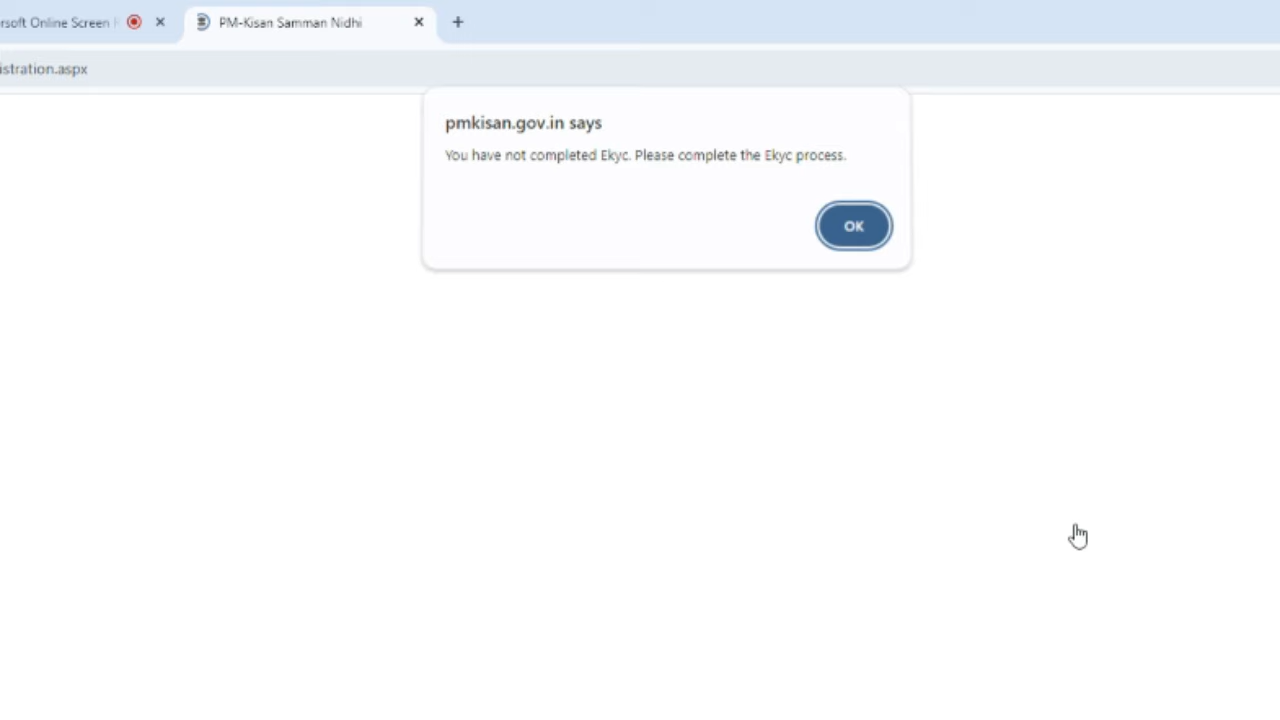 rsoft Online Screen
PM-Kisan Samman Nidhi
istration.aspx
pmkisan.gov.in says
You have not completed Ekyc. Please complete the Ekyc process.
OK